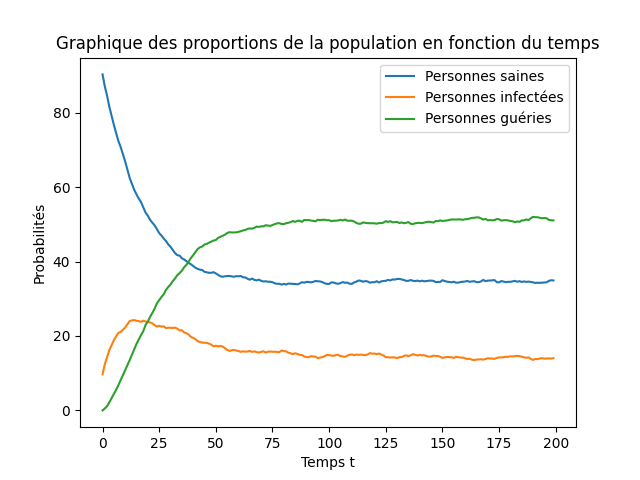 Graphique des proportions de la population en fonction du temps
Personnes saines
Personnes infectées
Personnes guéries
Probabilités
80
60
40
20
0
0 25 50 75 100 125 150 175 200
Temps t